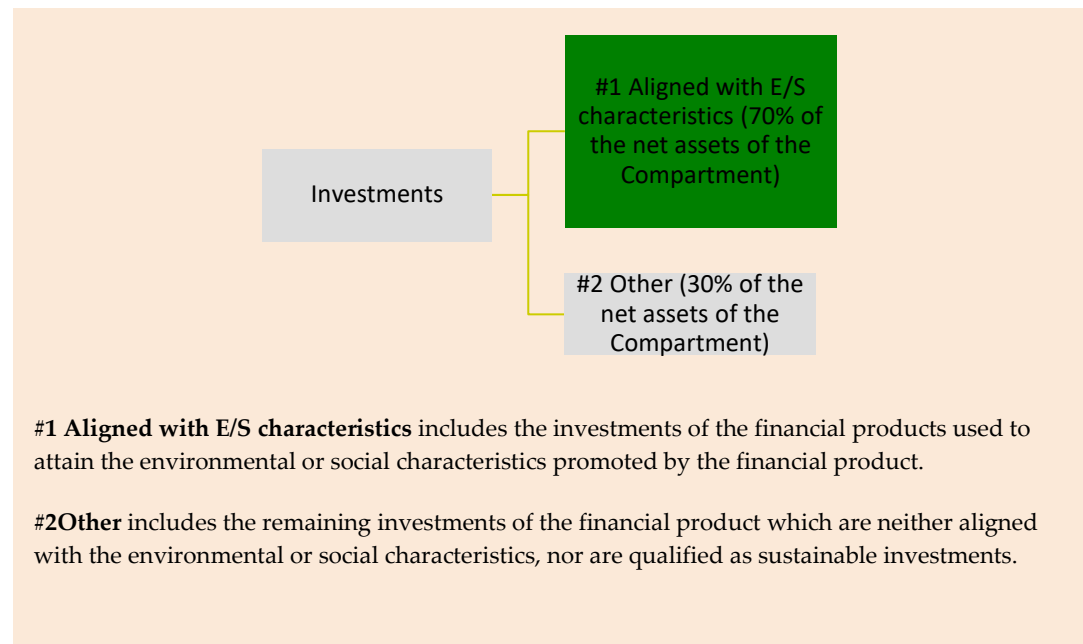 #1 Aligned with E/S
characteristics (70% of
the net assets of the
Compartment)
Investments
#2 Other (30% of the
net assets of the
Compartment)
#1 Aligned with E/S characteristics includes the investments of the financial products used to
attain the environmental or social characteristics promoted by the financial product.
#2Other includes the remaining investments of the financial product which are neither aligned
with the environmental or social characteristics, nor are qualified as sustainable investments.